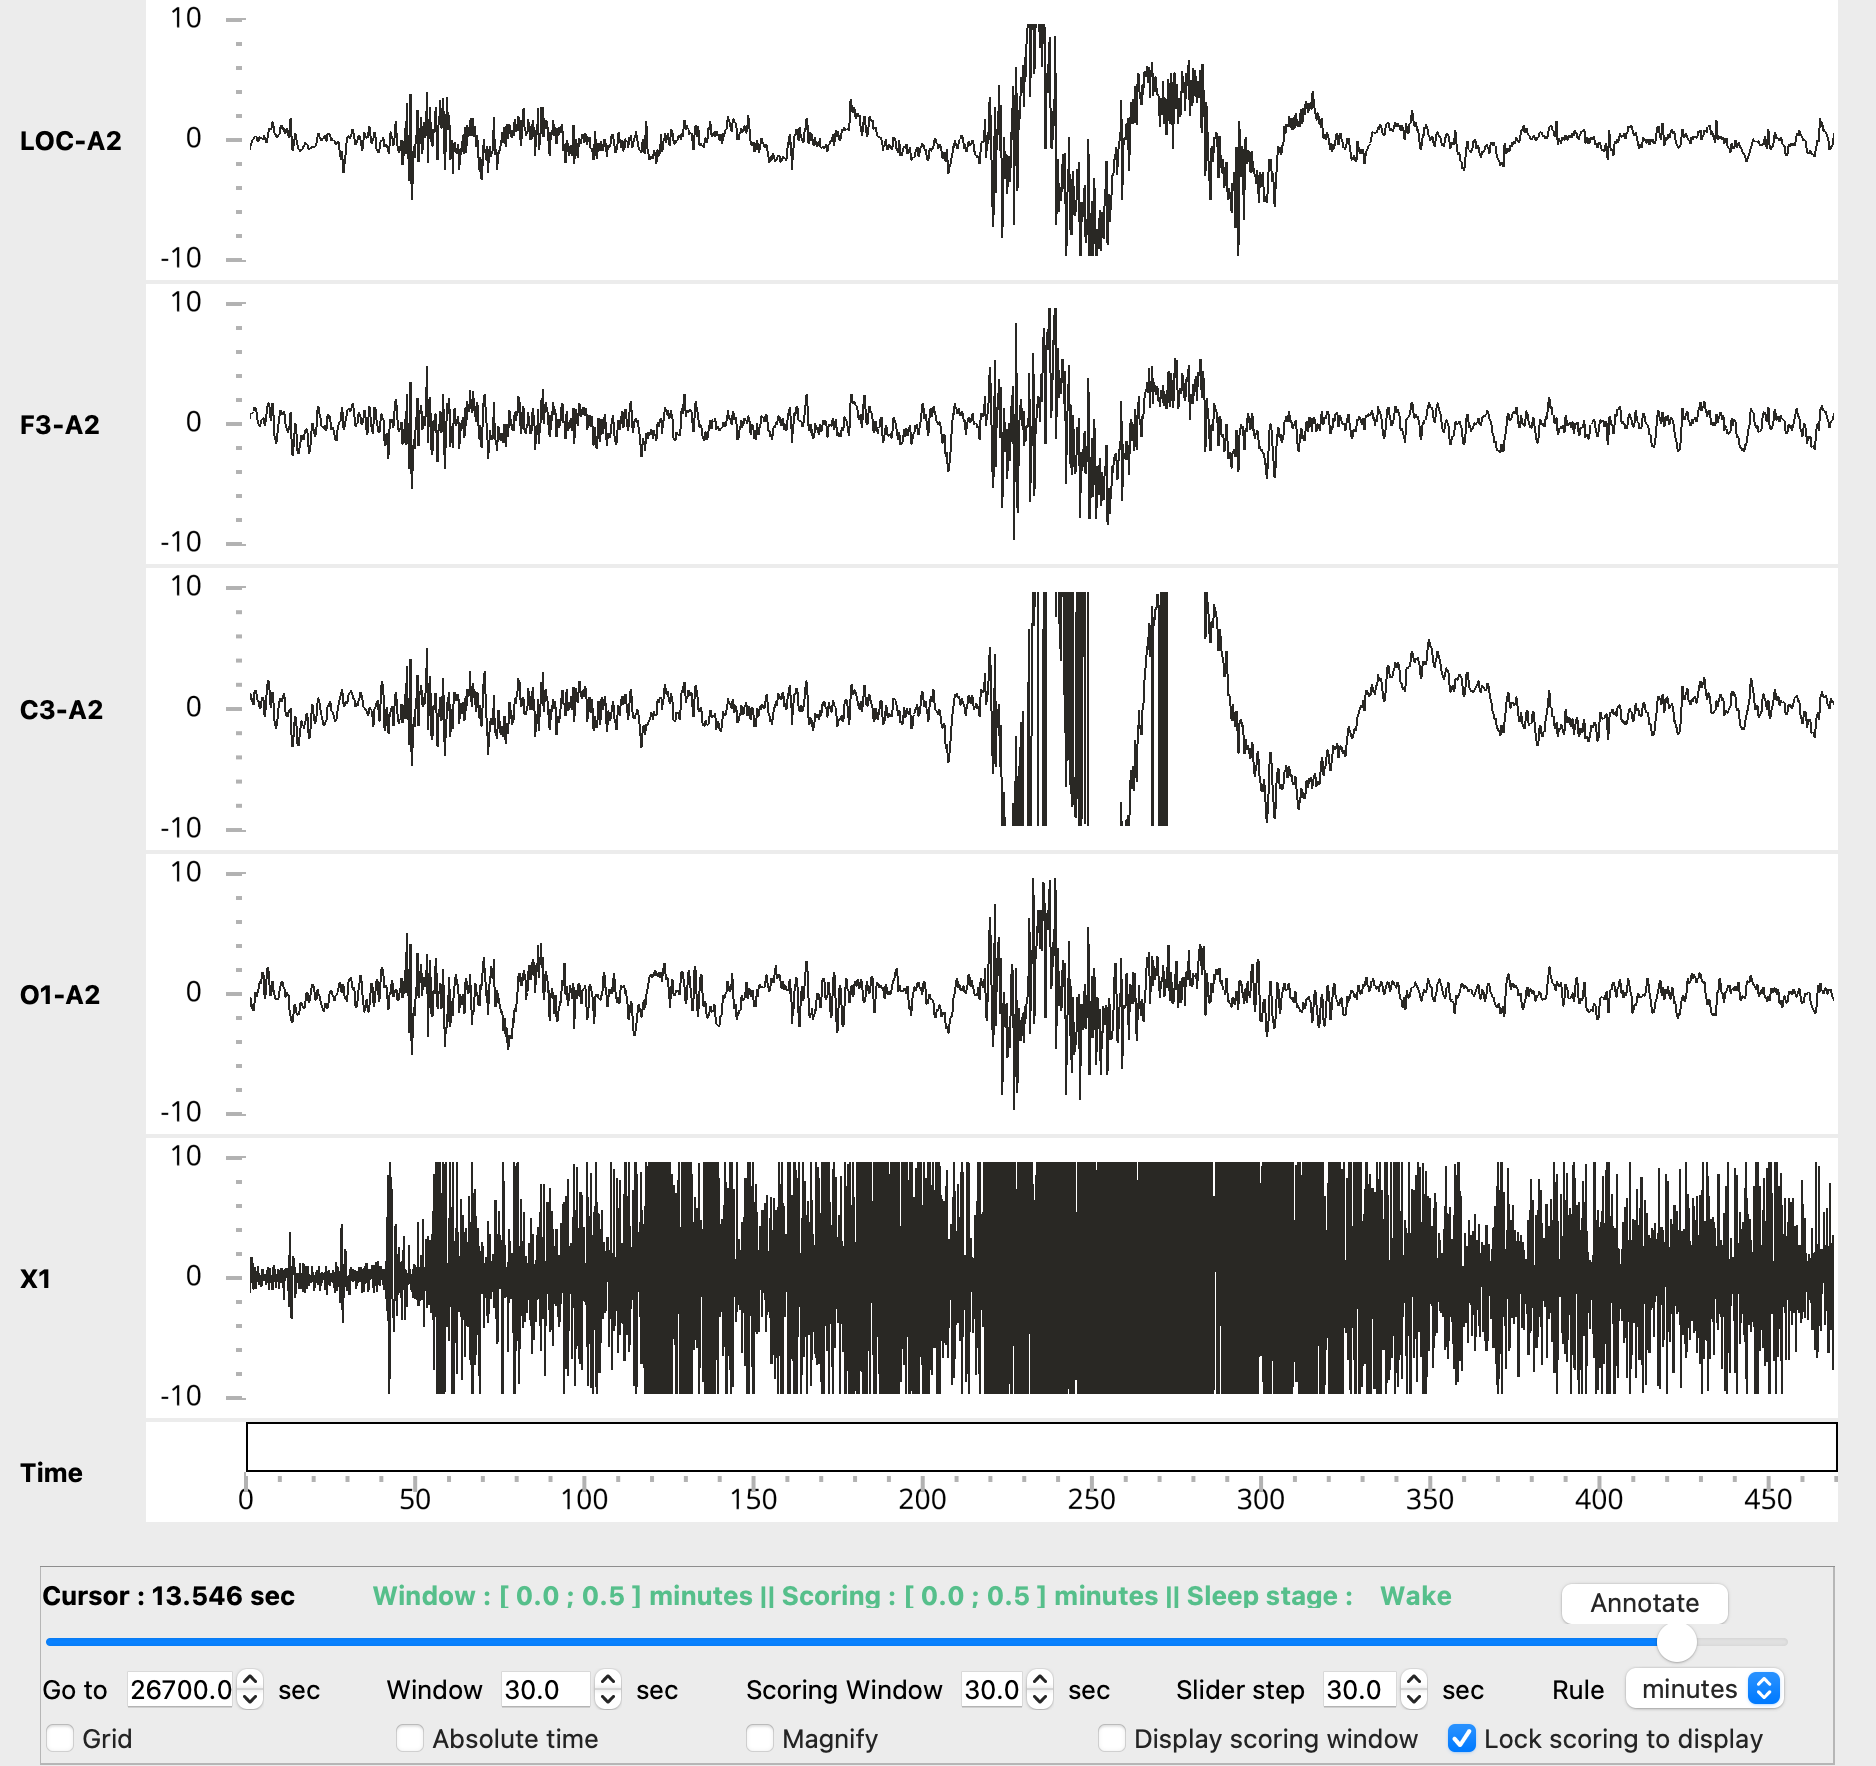 10
LOC-A2
0
-10
10
F3-A2
0
-10
10
C3-A2
0
-10
10
O1-A2
0
-10
10
X1
0
-10
Time
0 50 100 150 200 250 300 350 400 450
Cursor : 13.546 sec Window : [ 0.0 ; 0.5 ] minutes || Scoring : [ 0.0 ; 0.5 ] minutes || Sleep stage : Wake Annotate
Go to 26700.0 sec Window 30.0 sec Scoring Window 30.0 sec Slider step 30.0 sec Rule minutes
Grid Absolute time Magnify Display scoring window Lock scoring to display